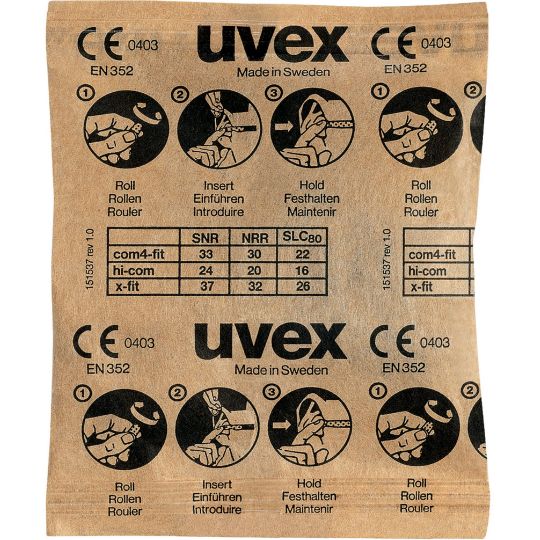 CE 0403 uvex CE 0403
EN 352 Made in Sweden EN 352
1 2 3 1
Roll Insert Hold Roll
Rollen Einführen Festhalten Rollen
Rouler Introduire Maintenir Rouler
151537 rev 1.0
SNR NRR SLC80
com4-fit 33 30 22 com4-fit
hi-com 24 20 16 hi-com
x-fit 37 32 26 x-fit
151537 rev 1.0
CE 0403 uvex CE 0403
EN 352 Made in Sweden EN 352
1 2 3 1
Roll Insert Hold Roll
Rollen Einführen Festhalten Rollen
Rouler Introduire Maintenir Rouler